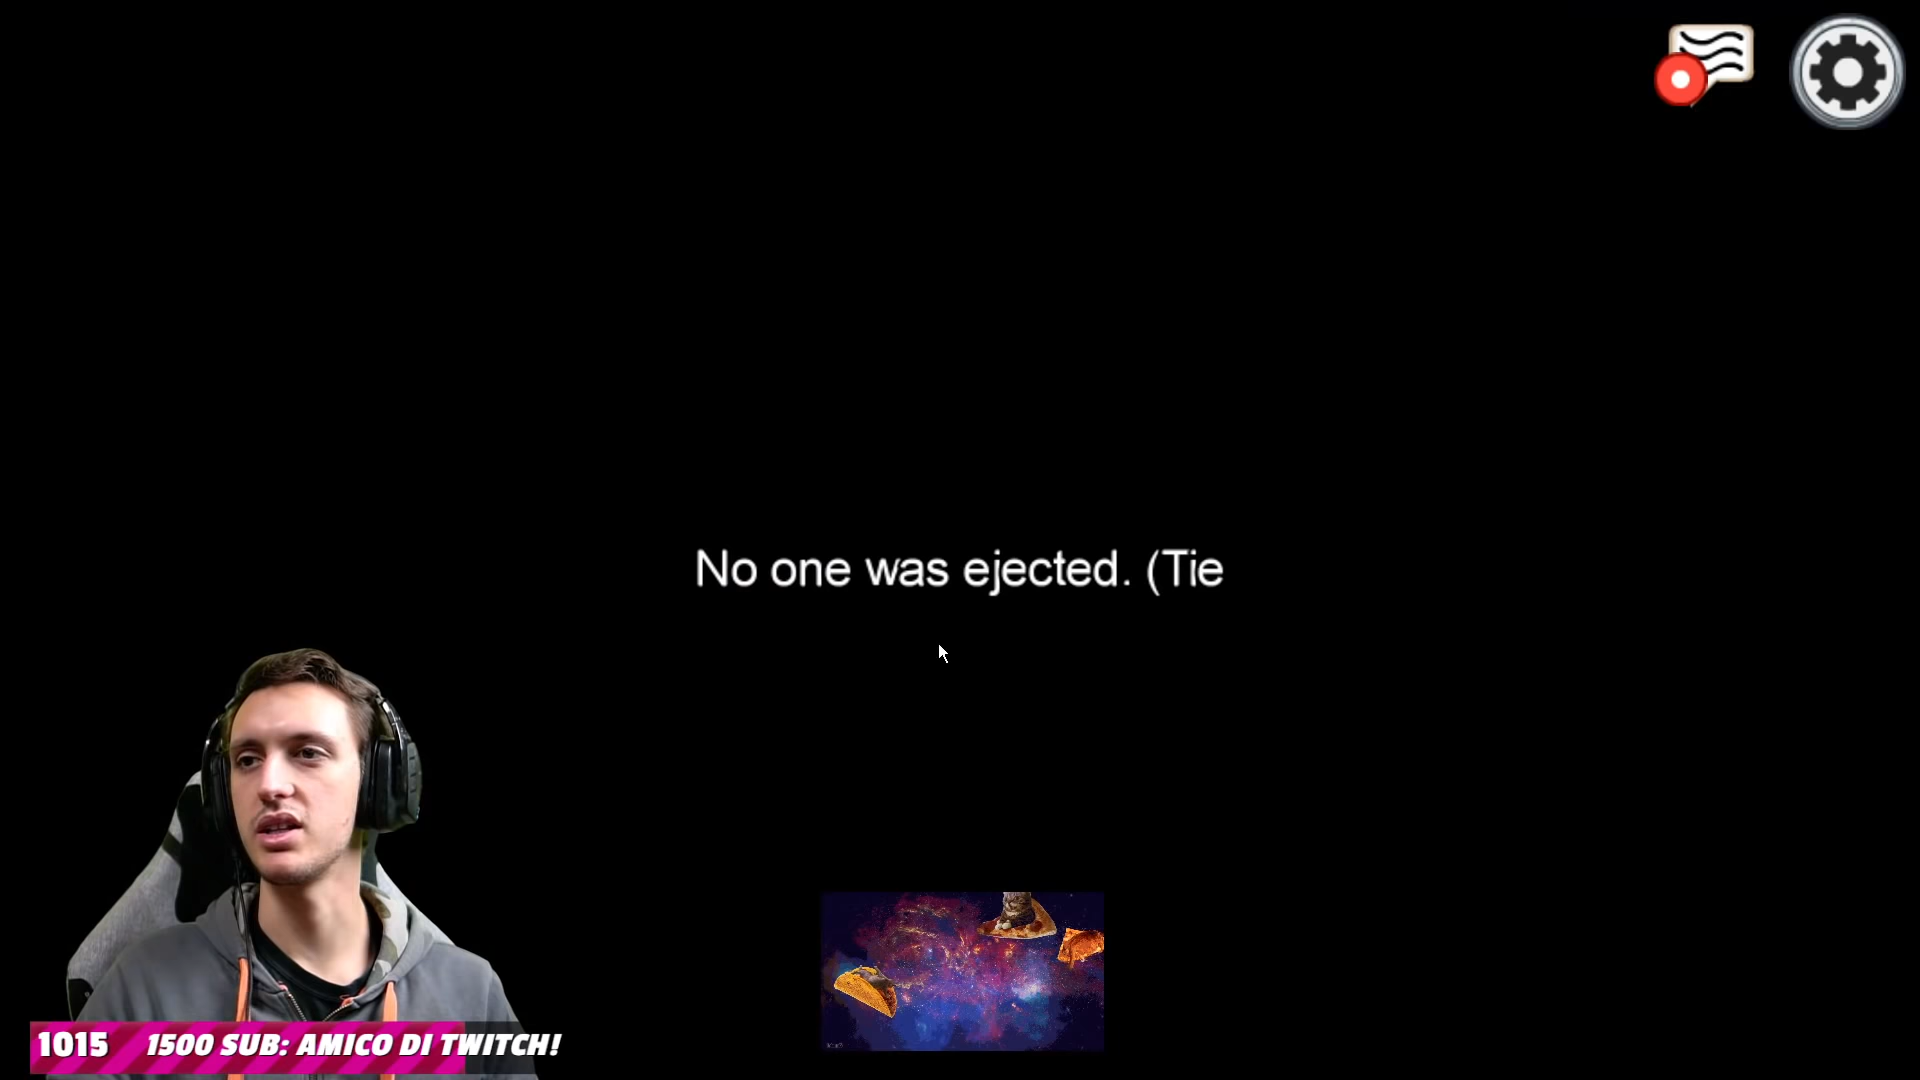 No one was ejected. (Tie
1015 1500 SUB: AMICO DI TWITCH!